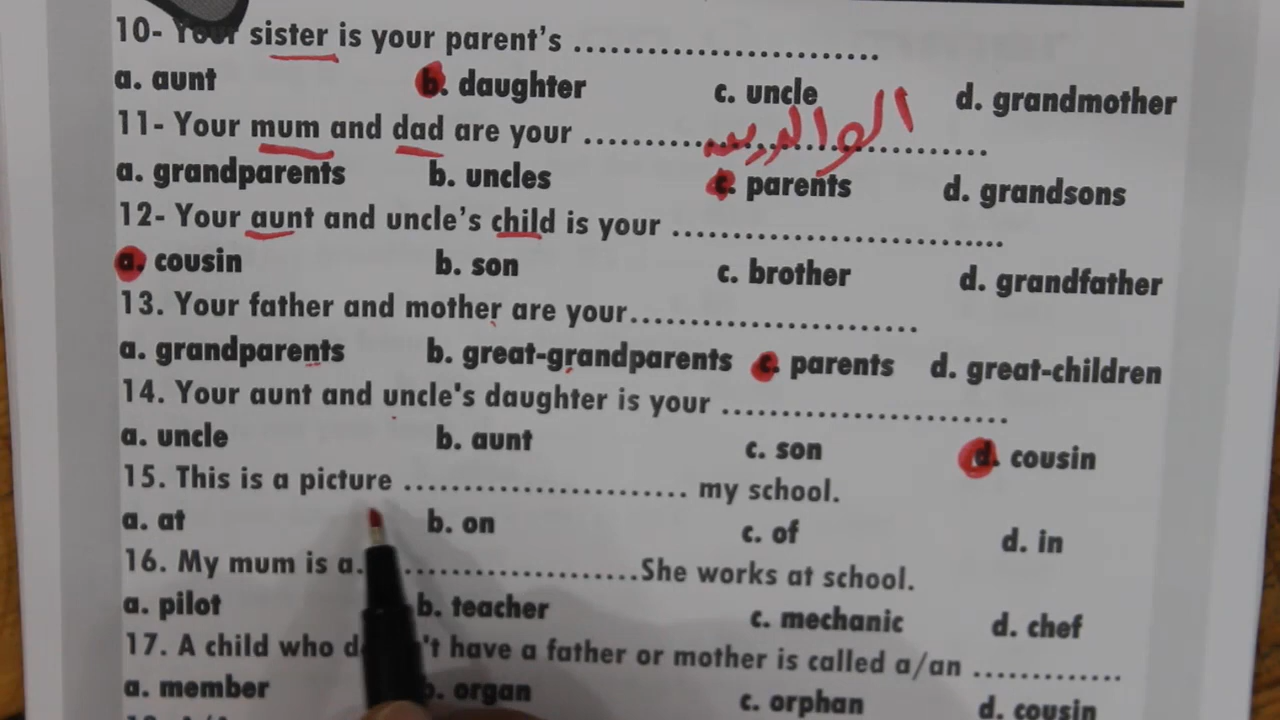 10- Your sister is your parent's ........................
a. aunt b. daughter c. uncle d. grandmother
الوالدين
11- Your mum and dad are your ................................
a. grandparents b. uncles c. parents d. grandsons
12- Your aunt and uncle's child is your ..........................
a. cousin b. son c. brother d. grandfather
13. Your father and mother are your......................
a. grandparents b. great-grandparents c. parents d. great-children
14. Your aunt and uncle's daughter is your .......................
a. uncle b. aunt c. son d. cousin
15. This is a picture ....................... my school.
a. at b. on c. of d. in
16. My mum is a. ....................She works at school.
a. pilot b. teacher c. mechanic d. chef
17. A child who have a father or mother is called a/an .............
a. member b. organ c. orphan d. cousin